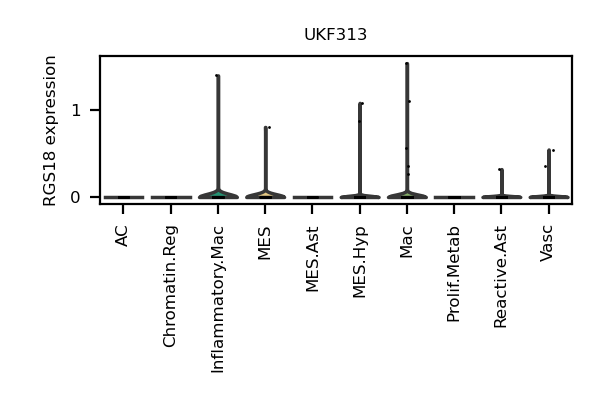 UKF313
RGS18 expression
1
0
AC
Chromatin.Reg
Inflammatory.Mac
MES
MES.Ast
MES.Hyp
Mac
Prolif.Metab
Reactive.Ast
Vasc